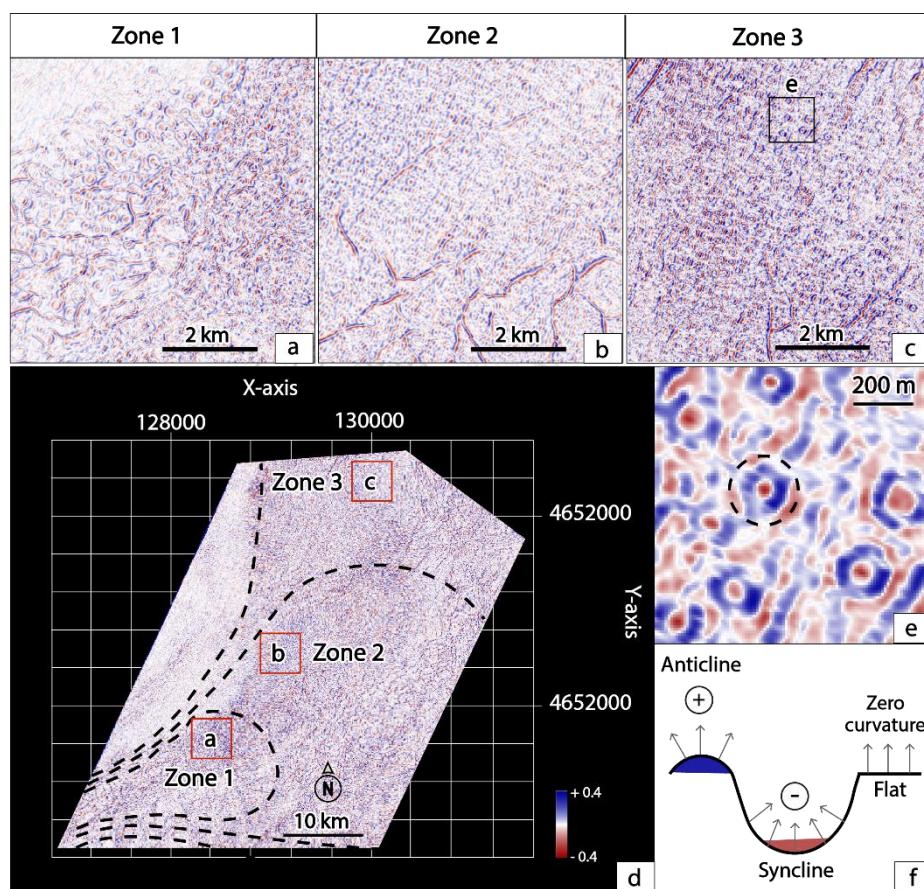 Zone 1
Zone 2
Zone 3
e
2 km
a
2 km
b
2 km
c
X-axis
128000
130000
Zone 3
c
4652000
Y-axis
b
Zone 2
4652000
a
Zone 1
N
10 km
+ 0.4
- 0.4
d
200 m
e
Anticline
+
Zero
curvature
-
Flat
Syncline
f